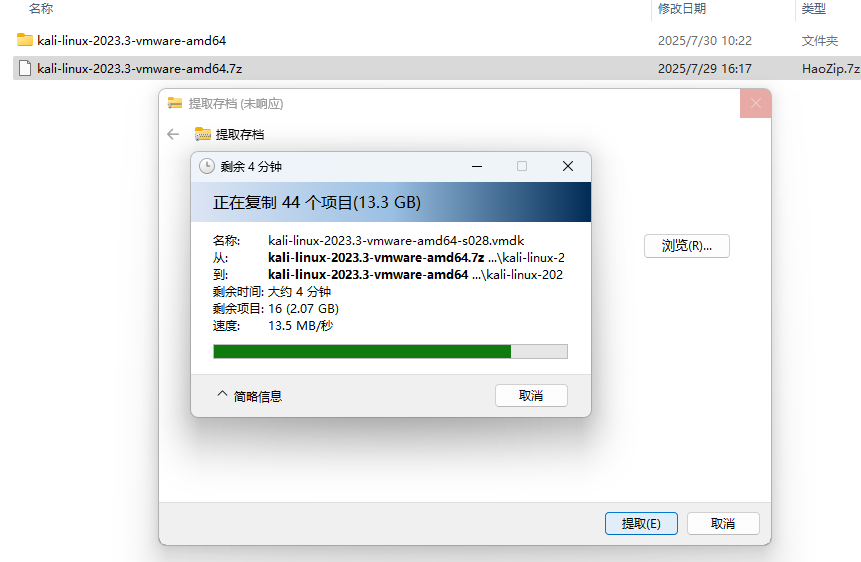 名称 修改日期 类型
kali-linux-2023.3-vmware-amd64 2025/7/30 10:22 文件夹
kali-linux-2023.3-vmware-amd64.7z 2025/7/29 16:17 HaoZip.7z
提取存档 (未响应)
提取存档
剩余 4 分钟
正在复制 44 个项目(13.3 GB)
名称: kali-linux-2023.3-vmware-amd64-s028.vmdk
从: kali-linux-2023.3-vmware-amd64.7z ...\kali-linux-2
到: kali-linux-2023.3-vmware-amd64 ...\kali-linux-202
剩余时间: 大约 4 分钟
剩余项目: 16 (2.07 GB)
速度: 13.5 MB/秒
简略信息 取消
浏览(R)...
提取(E) 取消